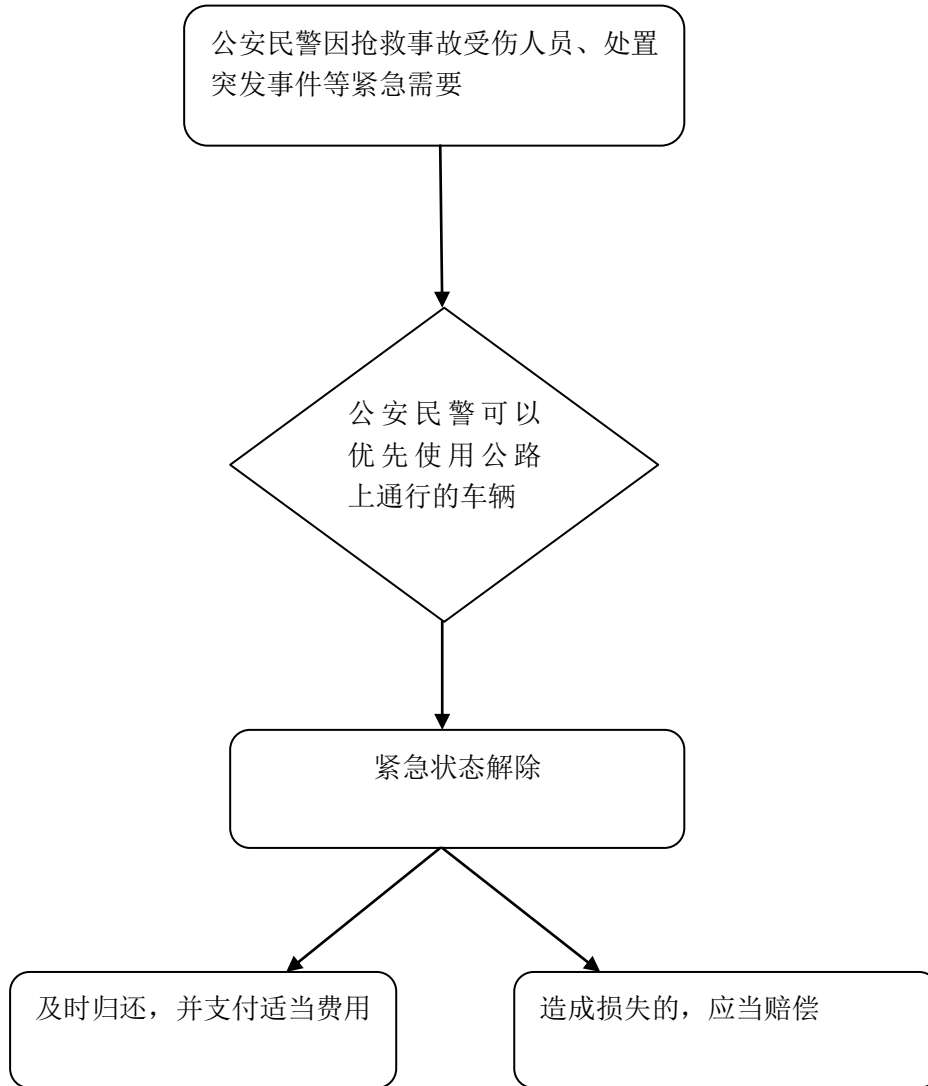 公安民警因抢救事故受伤人员、处置
突发事件等紧急需要
公安民警可以
优先使用公路
上通行的车辆
紧急状态解除
及时归还，并支付适当费用
造成损失的，应当赔偿